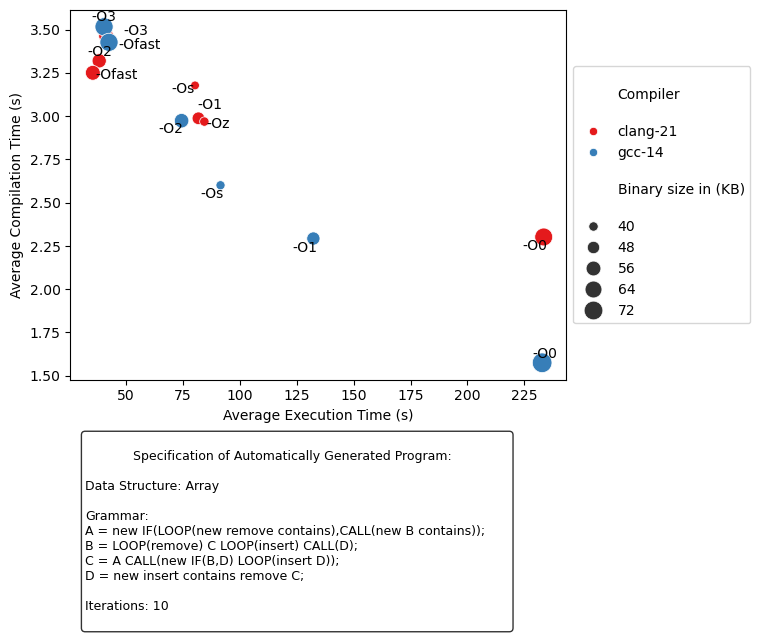 -O3
-O3
-Ofast
-O2
-Ofast
-Os
-O1
-O2
-Oz
-Os
-O1
-O0
-O0
3.50
3.25
3.00
2.75
2.50
2.25
2.00
1.75
1.50
Average Compilation Time (s)
50
75
100
125
150
175
200
225
Average Execution Time (s)
Compiler
clang-21
gcc-14
Binary size in (KB)
40
48
56
64
72
Specification of Automatically Generated Program:
Data Structure: Array
Grammar:
A = new IF(LOOP(new remove contains),CALL(new B contains));
B = LOOP(remove) C LOOP(insert) CALL(D);
C = A CALL(new IF(B,D) LOOP(insert D));
D = new insert contains remove C;
Iterations: 10